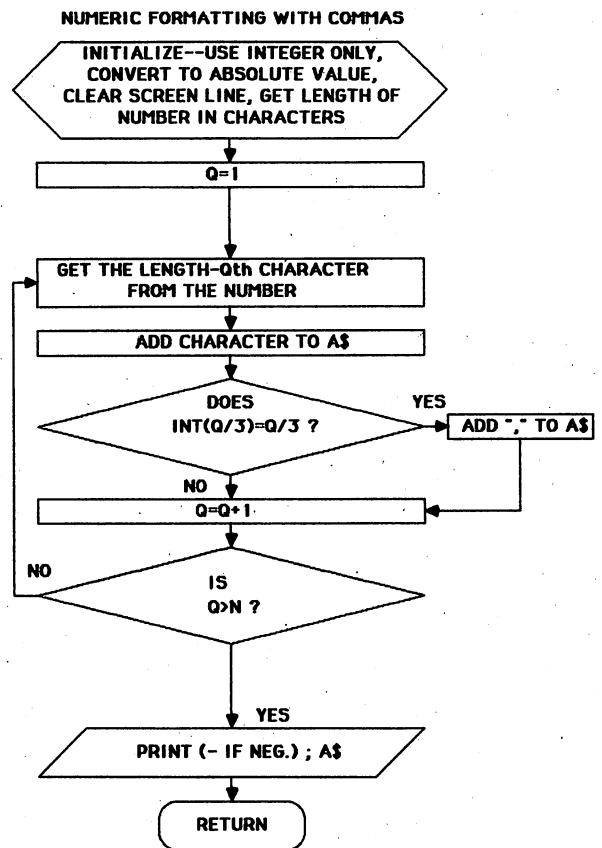 NUMERIC FORMATTING WITH COMMAS
INITIALIZE--USE INTEGER ONLY,
CONVERT TO ABSOLUTE VALUE,
CLEAR SCREEN LINE, GET LENGTH OF
NUMBER IN CHARACTERS
Q=1
GET THE LENGTH-Qth CHARACTER
FROM THE NUMBER
ADD CHARACTER TO A$
DOES
INT(Q/3)=Q/3 ?
YES
ADD "," TO A$
NO
Q=Q+1
NO
IS
Q>N ?
YES
PRINT (- IF NEG.) ; A$
RETURN